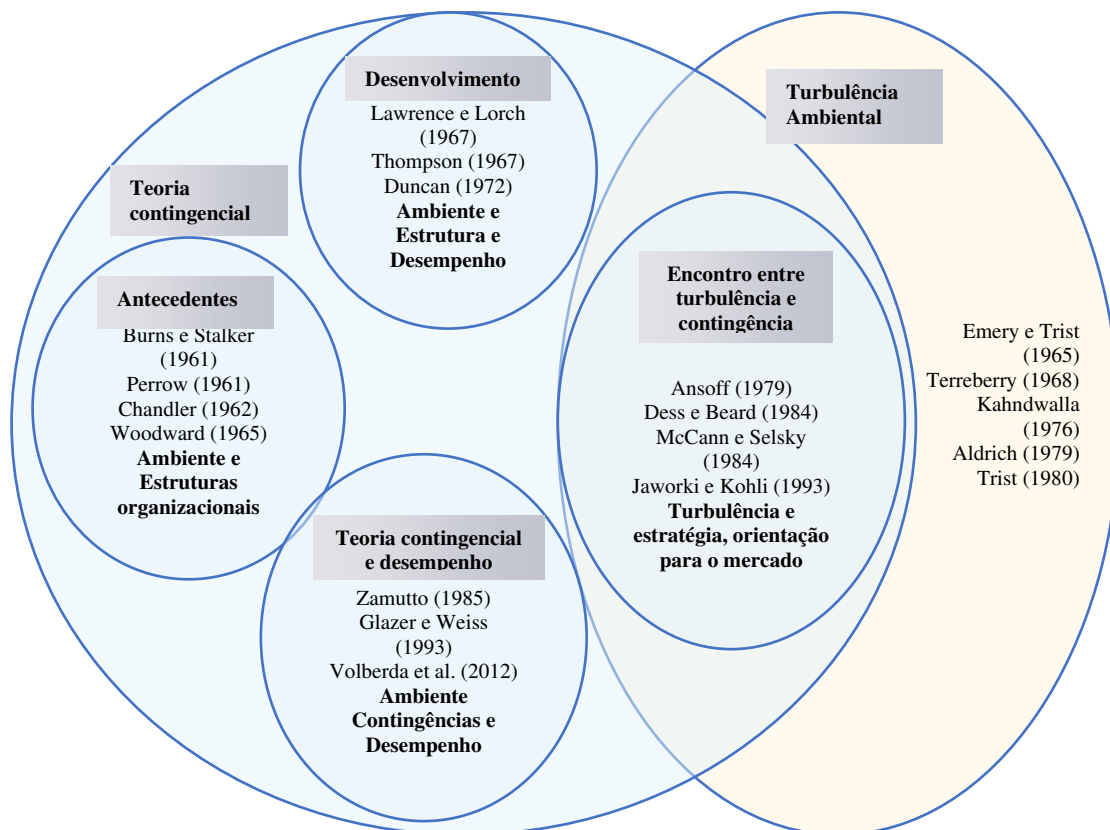 Desenvolvimento
Lawrence e Lorch
(1967)
Thompson (1967)
Duncan (1972)
Ambiente e
Estrutura e
Desempenho
Turbulência
Ambiental
Teoria
contingencial
Antecedentes
Burns e Stalker
(1961)
Perrow (1961)
Chandler (1962)
Woodward (1965)
Ambiente e
Estruturas
organizacionais
Encontro entre
turbulência e
contingência
Ansoff (1979)
Dess e Beard (1984)
McCann e Selsky
(1984)
Jaworki e Kohli (1993)
Turbulência e
estratégia, orientação
para o mercado
Emery e Trist
(1965)
Terreberry (1968)
Kahndwalla
(1976)
Aldrich (1979)
Trist (1980)
Teoria contingencial
e desempenho
Zamutto (1985)
Glazer e Weiss
(1993)
Volberda et al. (2012)
Ambiente
Contingências e
Desempenho